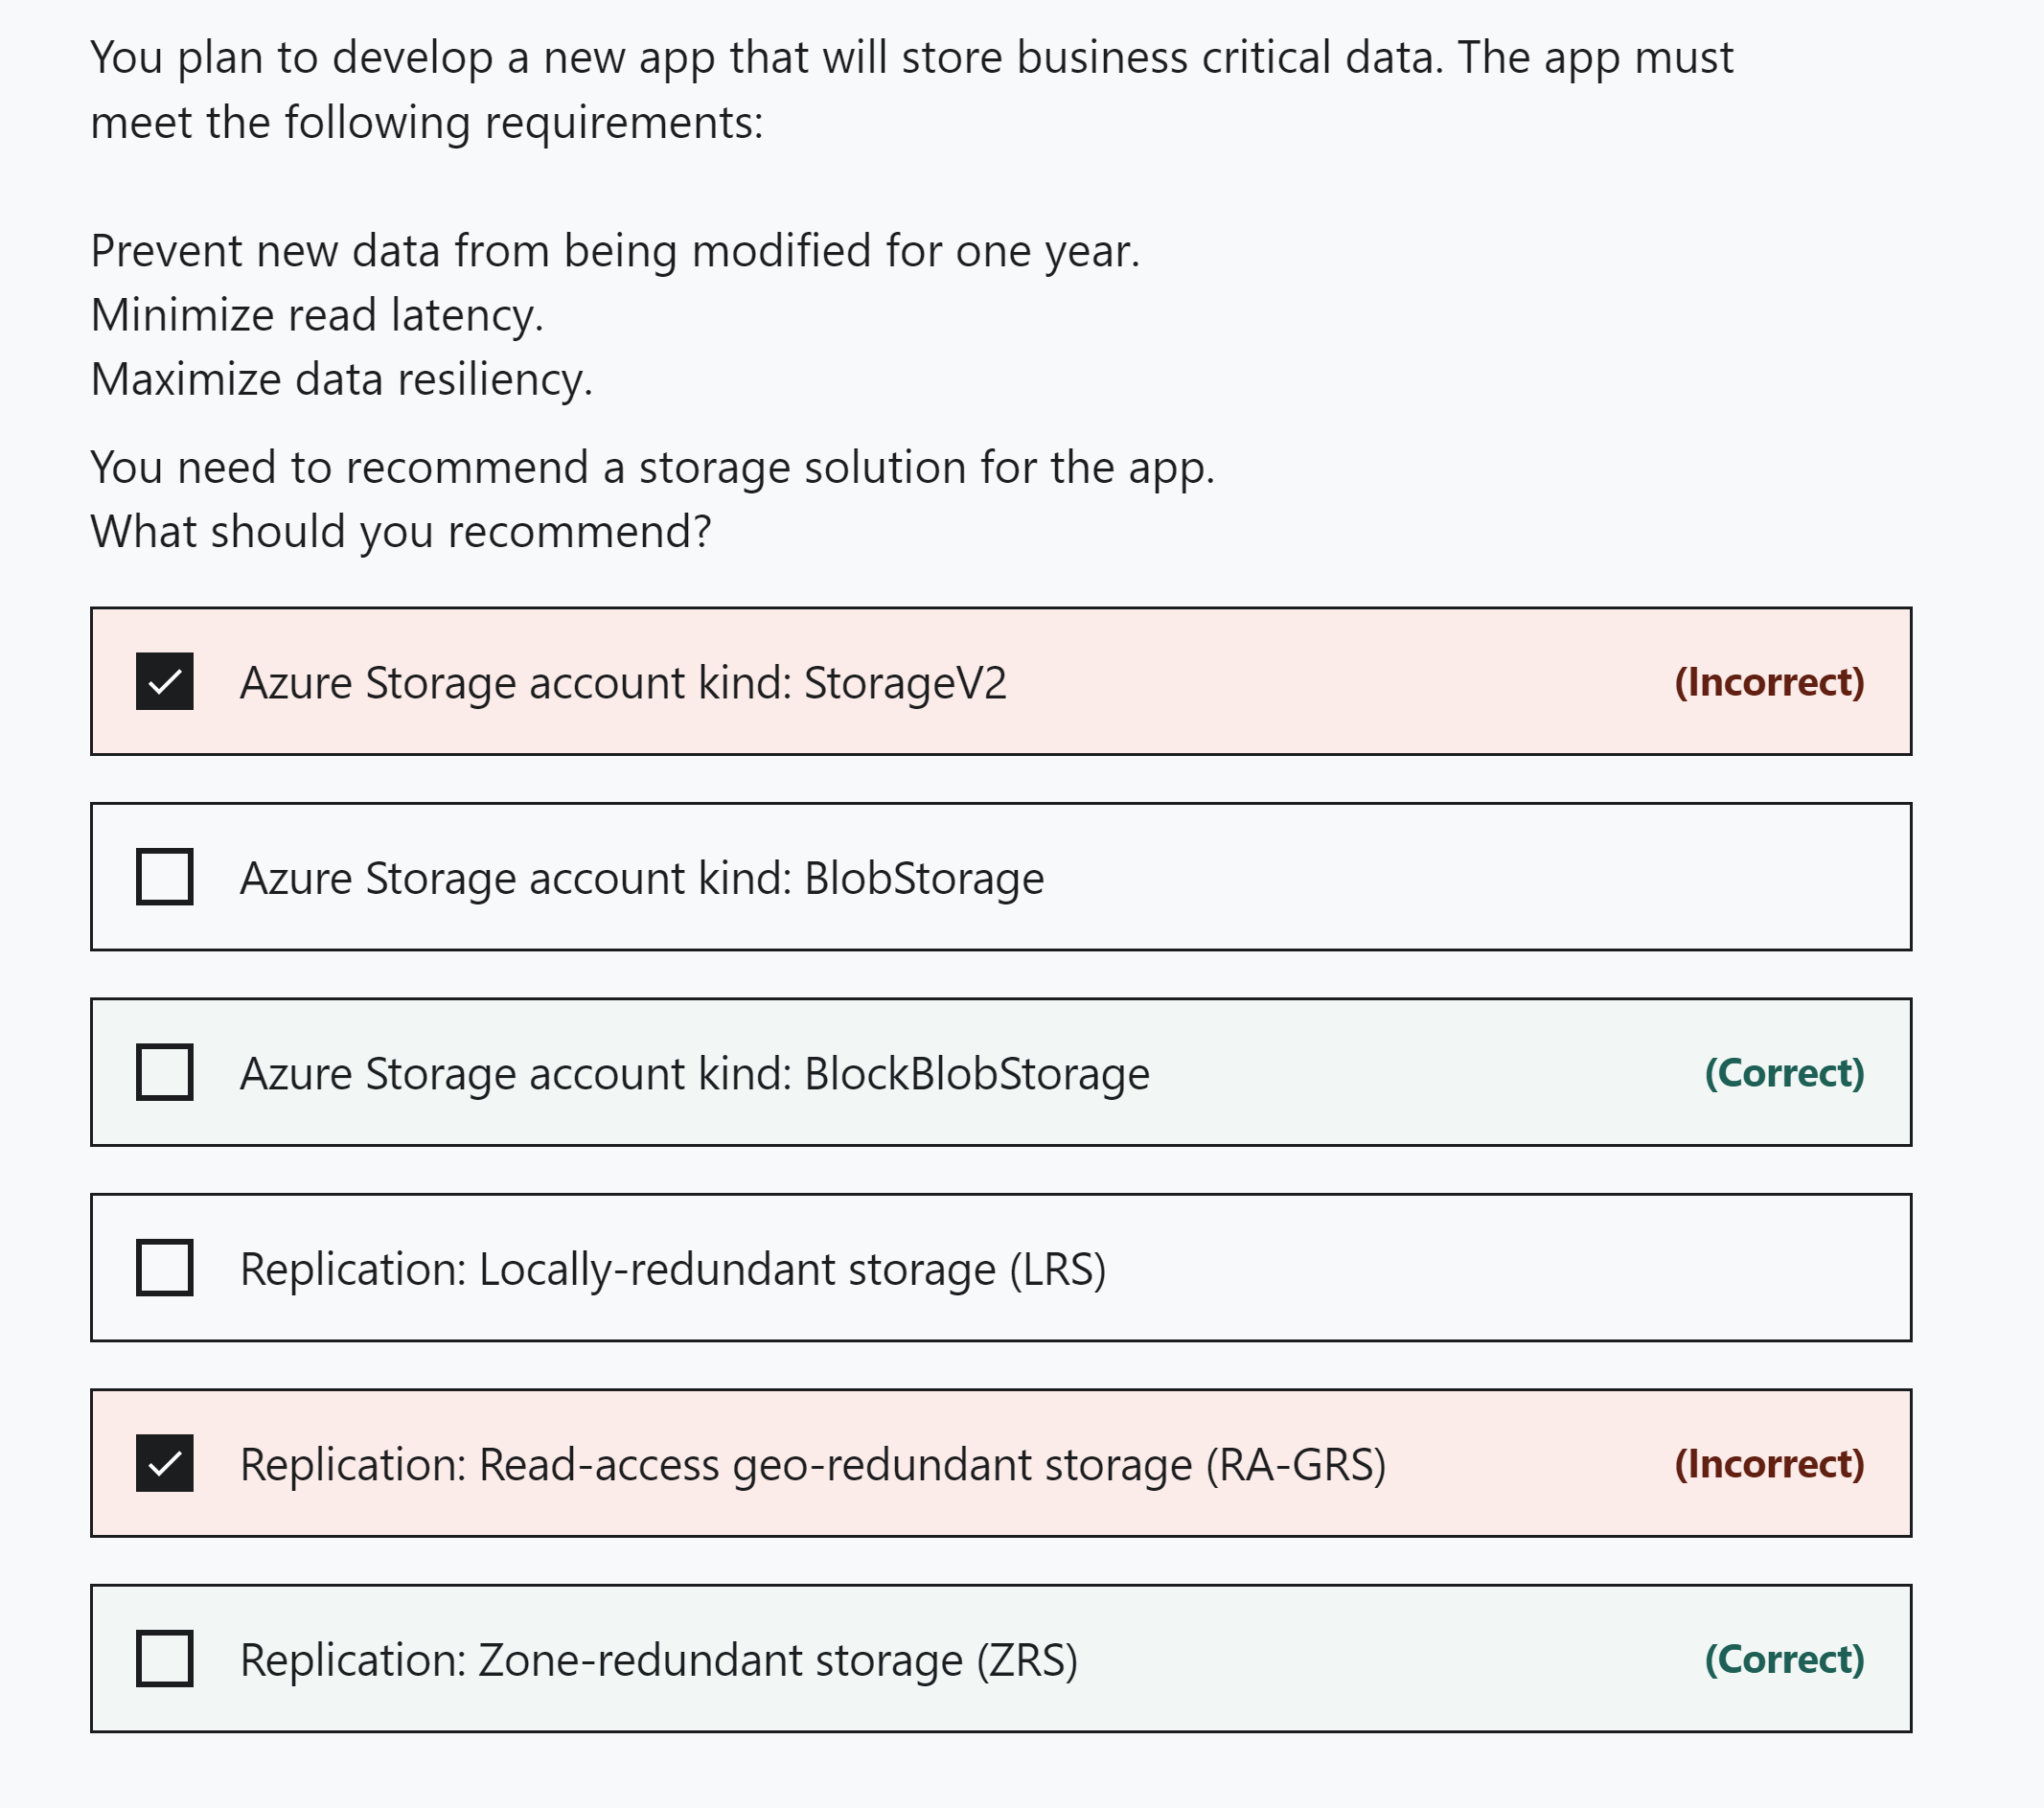 You plan to develop a new app that will store business critical data. The app must
meet the following requirements:
Prevent new data from being modified for one year.
Minimize read latency.
Maximize data resiliency.
You need to recommend a storage solution for the app.
What should you recommend?
Azure Storage account kind: StorageV2 (Incorrect)
Azure Storage account kind: BlobStorage
Azure Storage account kind: BlockBlobStorage (Correct)
Replication: Locally-redundant storage (LRS)
Replication: Read-access geo-redundant storage (RA-GRS) (Incorrect)
Replication: Zone-redundant storage (ZRS) (Correct)